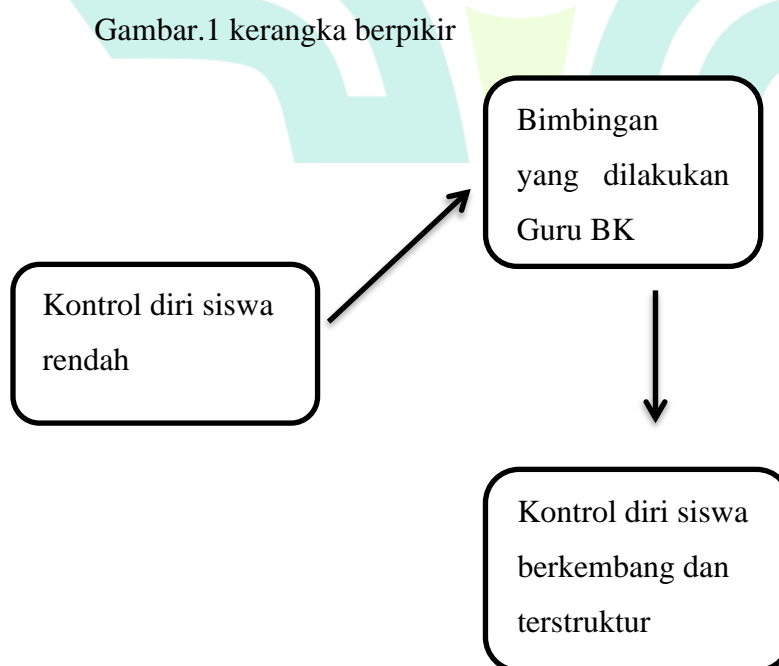 Gambar.1 kerangka berpikir
Bimbingan
yang dilakukan
Guru BK
Kontrol diri siswa
rendah
Kontrol diri siswa
berkembang dan
terstruktur